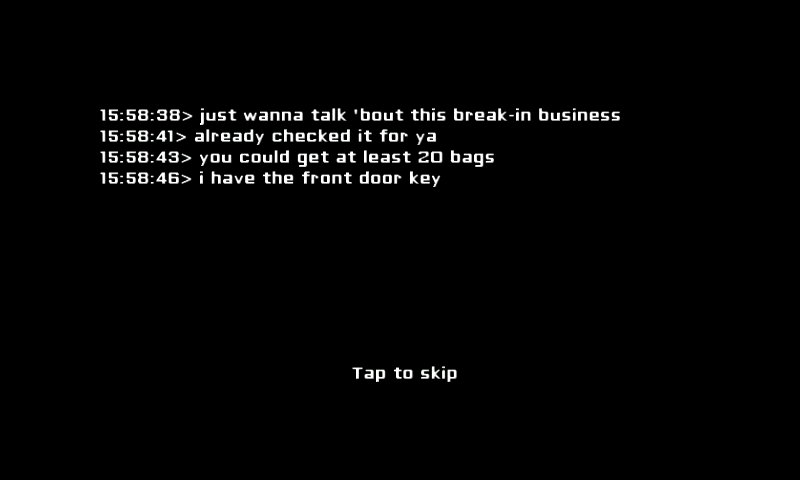 15:58:38> just wanna talk 'bout this break-in business
15:58:41> already checked it for ya
15:58:43> you could get at least 20 bags
15:58:46> i have the front door key
Tap to skip